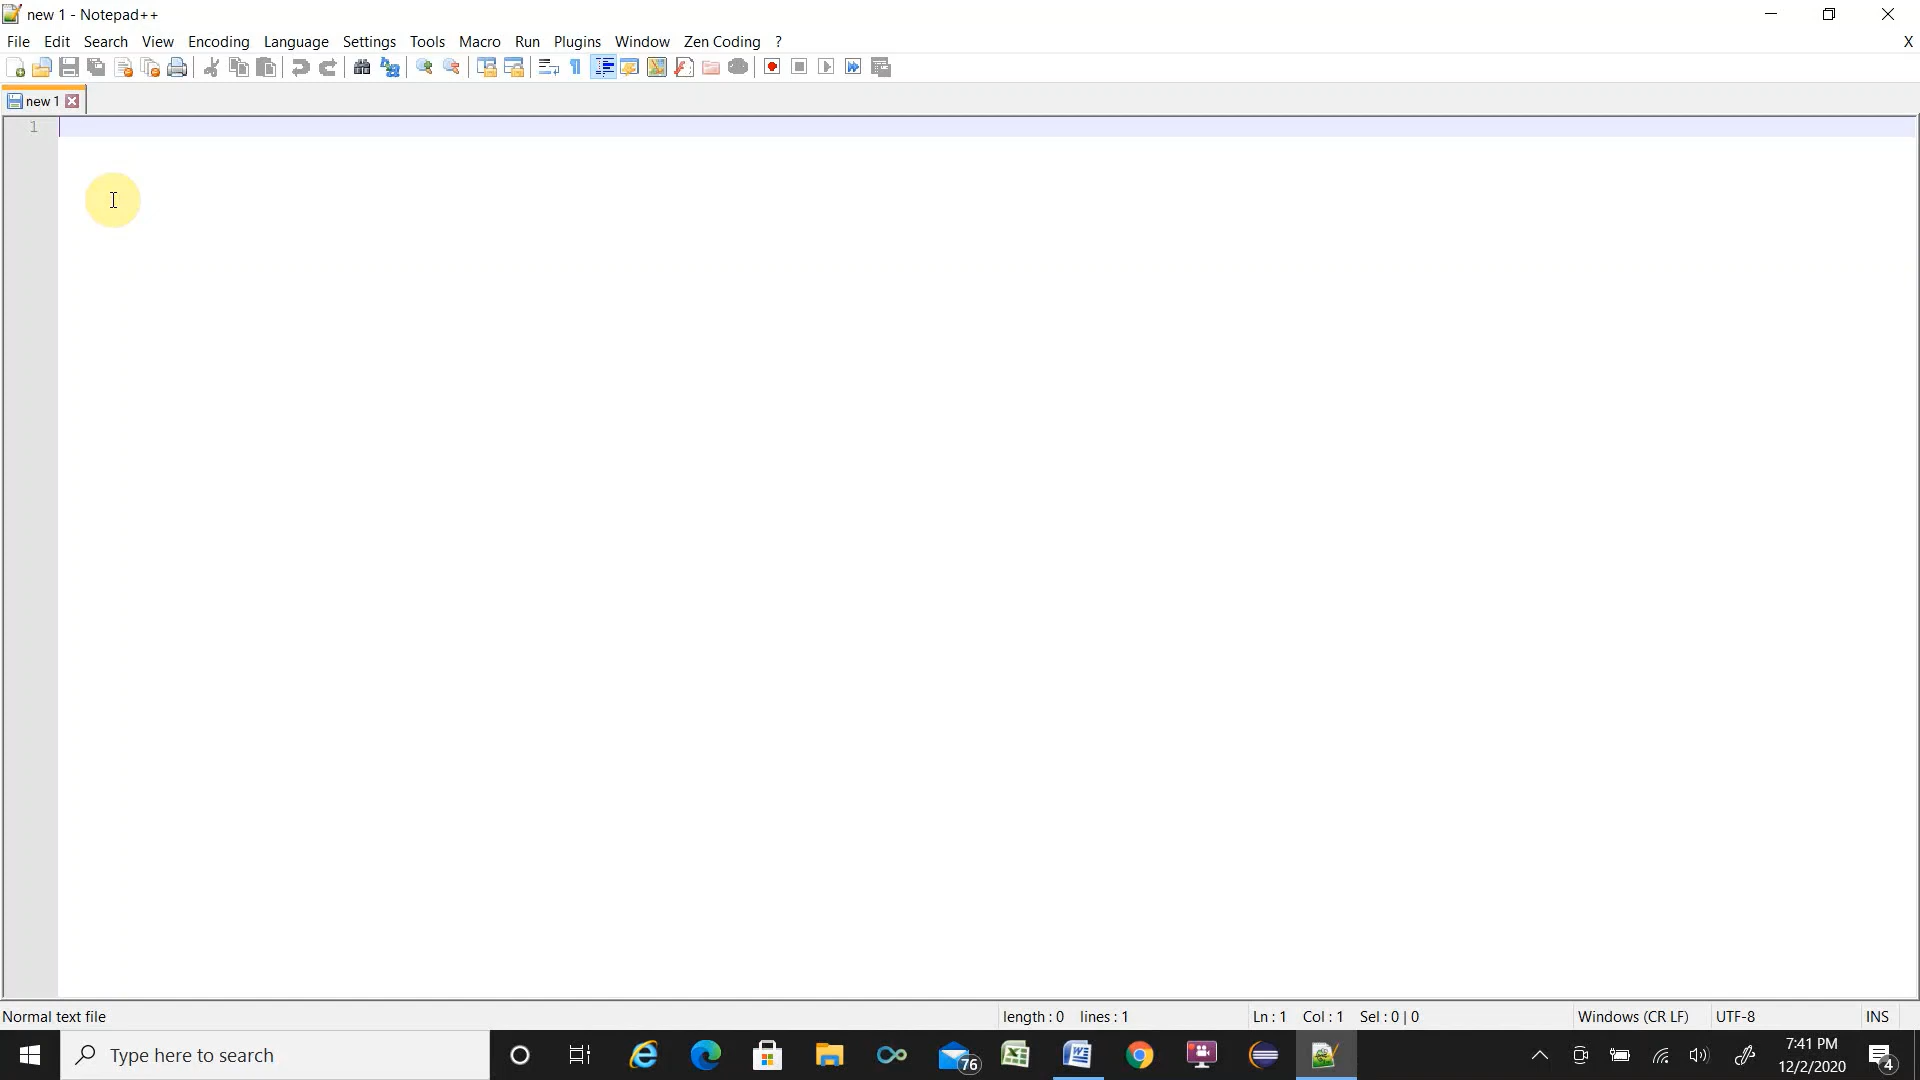 new 1 - Notepad++
File Edit Search View Encoding Language Settings Tools Macro Run Plugins Window Zen Coding ? X
new 1
1
Normal text file length : 0 lines : 1 Ln : 1 Col : 1 Sel : 0 | 0 Windows (CR LF) UTF-8 INS
Type here to search 76 7:41 PM
12/2/2020 4